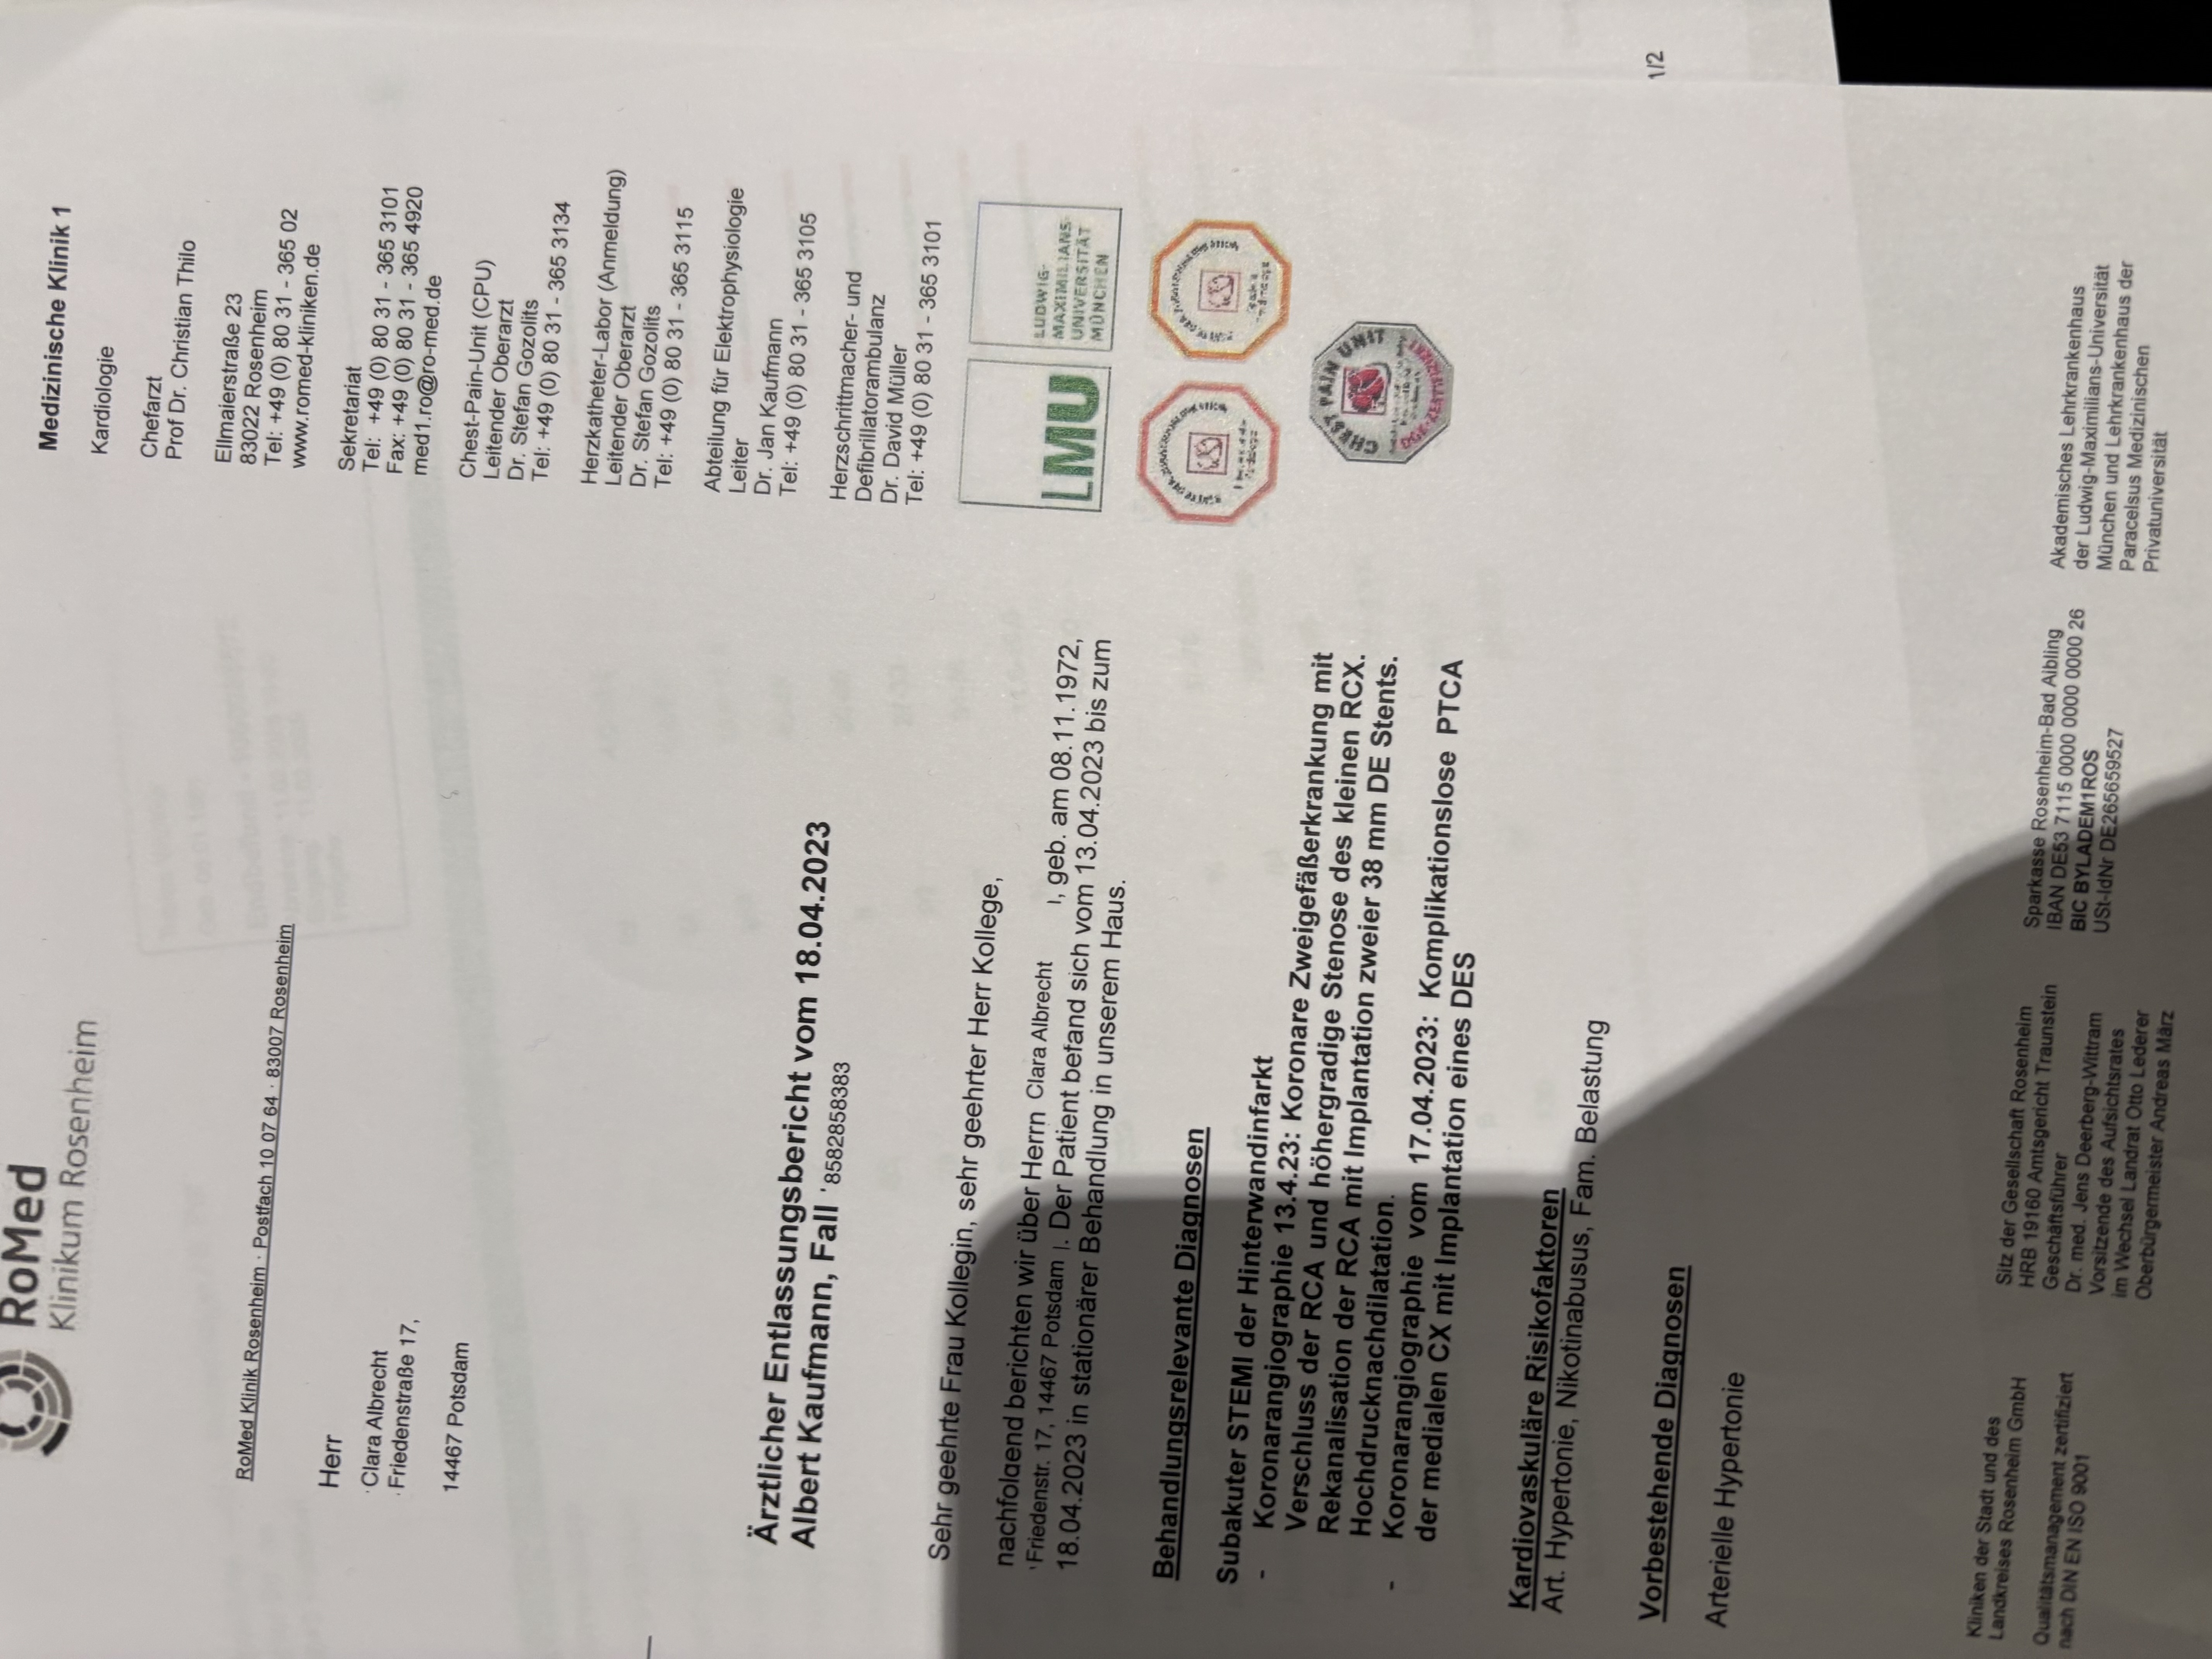 RoMed
Klinikum Rosenheim
RoMed Klinik Rosenheim · Postfach 10 07 64 · 83007 Rosenheim
Herr
Clara Albrecht
Friedenstraße 17,
14467 Potsdam
Medizinische Klinik 1
Kardiologie
Chefarzt
Prof Dr. Christian Thilo
Ellmaierstraße 23
83022 Rosenheim
Tel: +49 (0) 80 31 - 365 02
www.romed-kliniken.de
Sekretariat
Tel: +49 (0) 80 31 - 365 3101
Fax: +49 (0) 80 31 - 365 4920
med1.ro@ro-med.de
Chest-Pain-Unit (CPU)
Leitender Oberarzt
Dr. Stefan Gozolits
Tel: +49 (0) 80 31 - 365 3134
Herzkatheter-Labor (Anmeldung)
Leitender Oberarzt
Dr. Stefan Gozolits
Tel: +49 (0) 80 31 - 365 3115
Abteilung für Elektrophysiologie
Leiter
Dr. Jan Kaufmann
Tel: +49 (0) 80 31 - 365 3105
Herzschrittmacher- und
Defibrillatorambulanz
Dr. David Müller
Tel: +49 (0) 80 31 - 365 3101
LMU
LUDWIG-
MAXIMILIANS
UNIVERSITÄT
MÜNCHEN
CHEST PAIN UNIT
DGK-ZERTIFIZIERT
Ärztlicher Entlassungsbericht vom 18.04.2023
Albert Kaufmann, Fall 8582858383
Sehr geehrte Frau Kollegin, sehr geehrter Herr Kollege,
nachfolgend berichten wir über Herrn Clara Albrecht , geb. am 08.11.1972,
Friedenstr. 17, 14467 Potsdam . Der Patient befand sich vom 13.04.2023 bis zum
18.04.2023 in stationärer Behandlung in unserem Haus.
Behandlungsrelevante Diagnosen
Subakuter STEMI der Hinterwandinfarkt
- Koronarangiographie 13.4.23: Koronare Zweigefäßerkrankung mit
Verschluss der RCA und höhergradige Stenose des kleinen RCX.
Rekanalisation der RCA mit Implantation zweier 38 mm DE Stents.
Hochdrucknachdilatation.
- Koronarangiographie vom 17.04.2023: Komplikationslose PTCA
der medialen CX mit Implantation eines DES
Kardiovaskuläre Risikofaktoren
Art. Hypertonie, Nikotinabusus, Fam. Belastung
Vorbestehende Diagnosen
Arterielle Hypertonie
1/2
Kliniken der Stadt und des
Landkreises Rosenheim GmbH
Qualitätsmanagement zertifiziert
nach DIN EN ISO 9001
Sitz der Gesellschaft Rosenheim
HRB 19160 Amtsgericht Traunstein
Geschäftsführer
Dr. med. Jens Deerberg-Wittram
Vorsitzende des Aufsichtsrates
im Wechsel Landrat Otto Lederer
Oberbürgermeister Andreas März
Sparkasse Rosenheim-Bad Aibling
IBAN DE53 7115 0000 0000 0000 26
BIC BYLADEM1ROS
USt-IdNr DE265659527
Akademisches Lehrkrankenhaus
der Ludwig-Maximilians-Universität
München und Lehrkrankenhaus der
Paracelsus Medizinischen
Privatuniversität